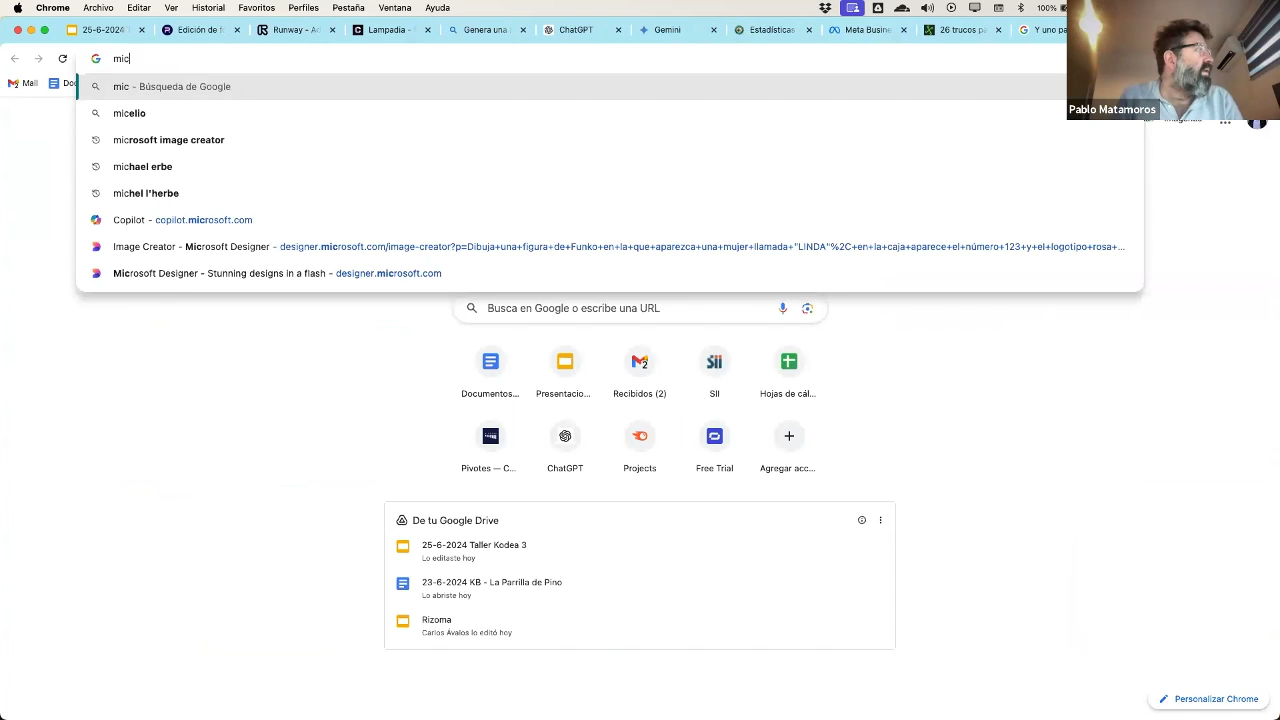 Chrome Archivo Editar Ver Historial Favoritos Perfiles Pestaña Ventana Ayuda 100%
25-6-2024 Edición de f Runway - Ad Lampadia - Genera una i ChatGPT Gemini Estadísticas Meta Busine 26 trucos pa Y uno pa
mic
Mail Doc
mic - Búsqueda de Google
micelio
microsoft image creator
michael erbe
michel l'herbe
Copilot - copilot.microsoft.com
Image Creator - Microsoft Designer - designer.microsoft.com/image-creator?p=Dibuja+una+figura+de+Funko+en+la+que+aparezca+una+mujer+llamada+"LINDA"%2C+en+la+caja+aparece+el+número+123+y+el+logotipo+rosa+...
Microsoft Designer - Stunning designs in a flash - designer.microsoft.com
Pablo Matamoros
Busca en Google o escribe una URL
Documentos... Presentacio... Recibidos (2) SII Hojas de cál...
Pivotes — C... ChatGPT Projects Free Trial Agregar acc...
De tu Google Drive
25-6-2024 Taller Kodea 3
Lo editaste hoy
23-6-2024 KB - La Parrilla de Pino
Lo abriste hoy
Rizoma
Carlos Ávalos lo editó hoy
Personalizar Chrome